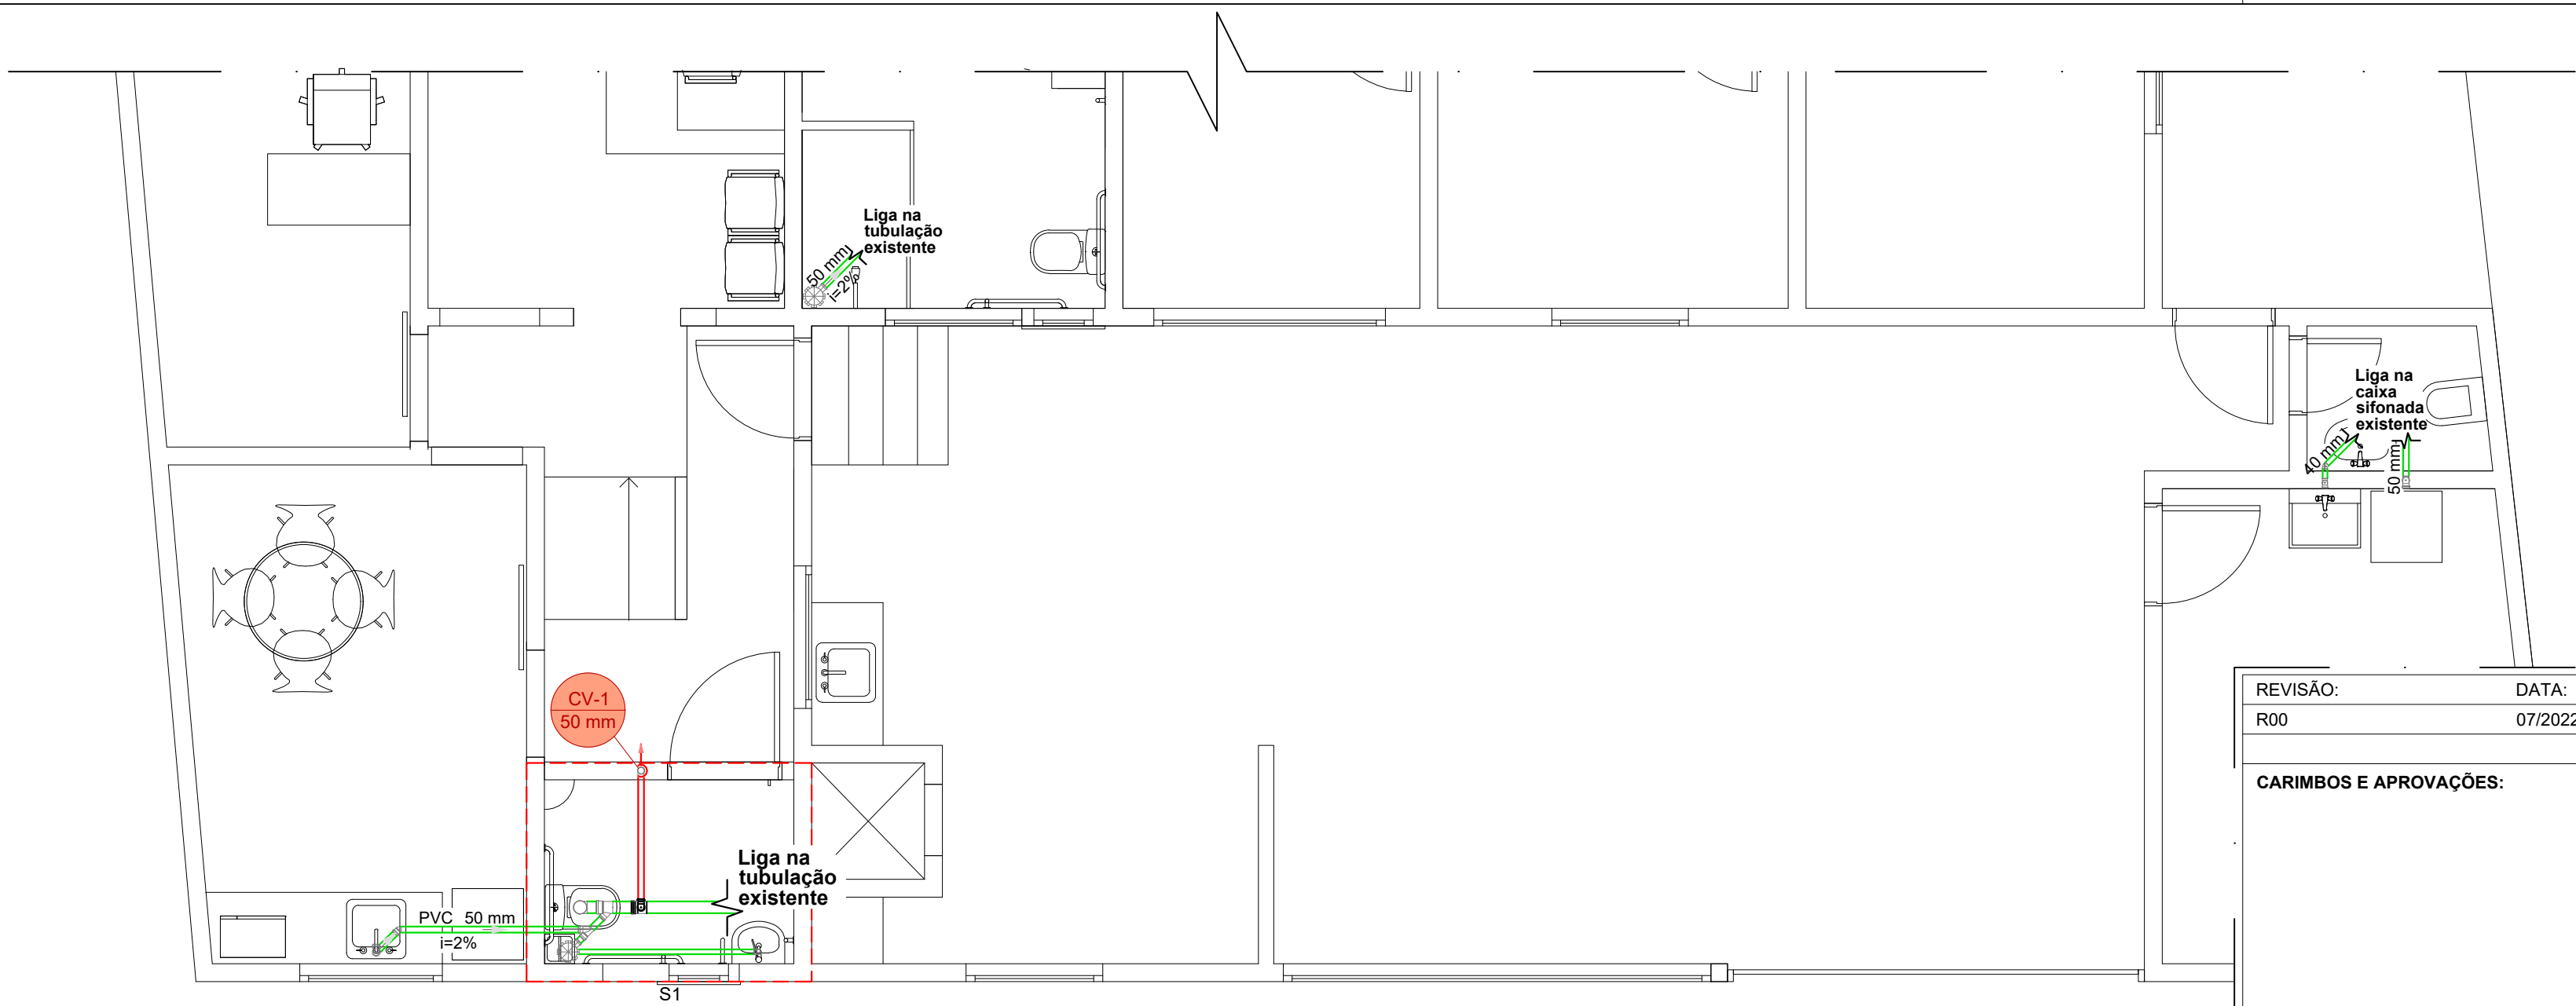 Liga na
tubulação
existente
50 mm
i=2%
Liga na
caixa
sifonada
existente
40 mm
50 mm
CV-1
50 mm
REVISÃO: DATA:
R00 07/2022
CARIMBOS E APROVAÇÕES:
Liga na
tubulação
existente
PVC 50 mm
i=2%
S1